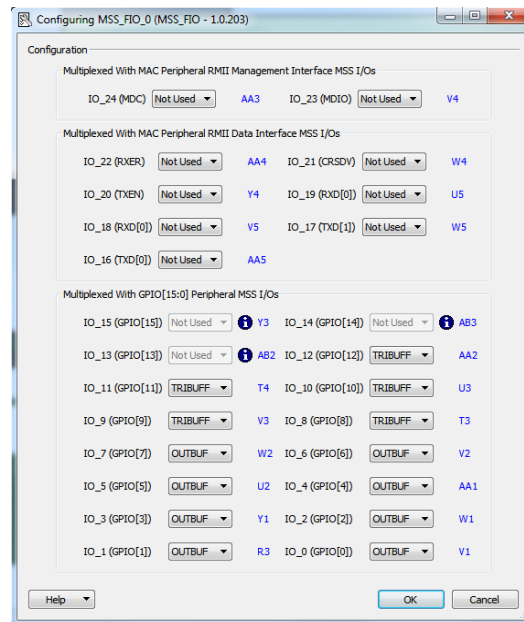 Configuring MSS_FIO_0 (MSS_FIO - 1.0.203)
Configuration
Multiplexed With MAC Peripheral RMII Management Interface MSS I/Os
IO_24 (MDC) Not Used AA3 IO_23 (MDIO) Not Used V4
Multiplexed With MAC Peripheral RMII Data Interface MSS I/Os
IO_22 (RXER) Not Used AA4 IO_21 (CRSDV) Not Used W4
IO_20 (TXEN) Not Used Y4 IO_19 (RXD[0]) Not Used U5
IO_18 (RXD[0]) Not Used V5 IO_17 (TXD[1]) Not Used W5
IO_16 (TXD[0]) Not Used AA5
Multiplexed With GPIO[15:0] Peripheral MSS I/Os
IO_15 (GPIO[15]) Not Used Y3 IO_14 (GPIO[14]) Not Used AB3
IO_13 (GPIO[13]) Not Used AB2 IO_12 (GPIO[12]) TRIBUFF AA2
IO_11 (GPIO[11]) TRIBUFF T4 IO_10 (GPIO[10]) TRIBUFF U3
IO_9 (GPIO[9]) TRIBUFF V3 IO_8 (GPIO[8]) TRIBUFF T3
IO_7 (GPIO[7]) OUTBUF W2 IO_6 (GPIO[6]) OUTBUF V2
IO_5 (GPIO[5]) OUTBUF U2 IO_4 (GPIO[4]) OUTBUF AA1
IO_3 (GPIO[3]) OUTBUF Y1 IO_2 (GPIO[2]) OUTBUF W1
IO_1 (GPIO[1]) OUTBUF R3 IO_0 (GPIO[0]) OUTBUF V1
Help OK Cancel